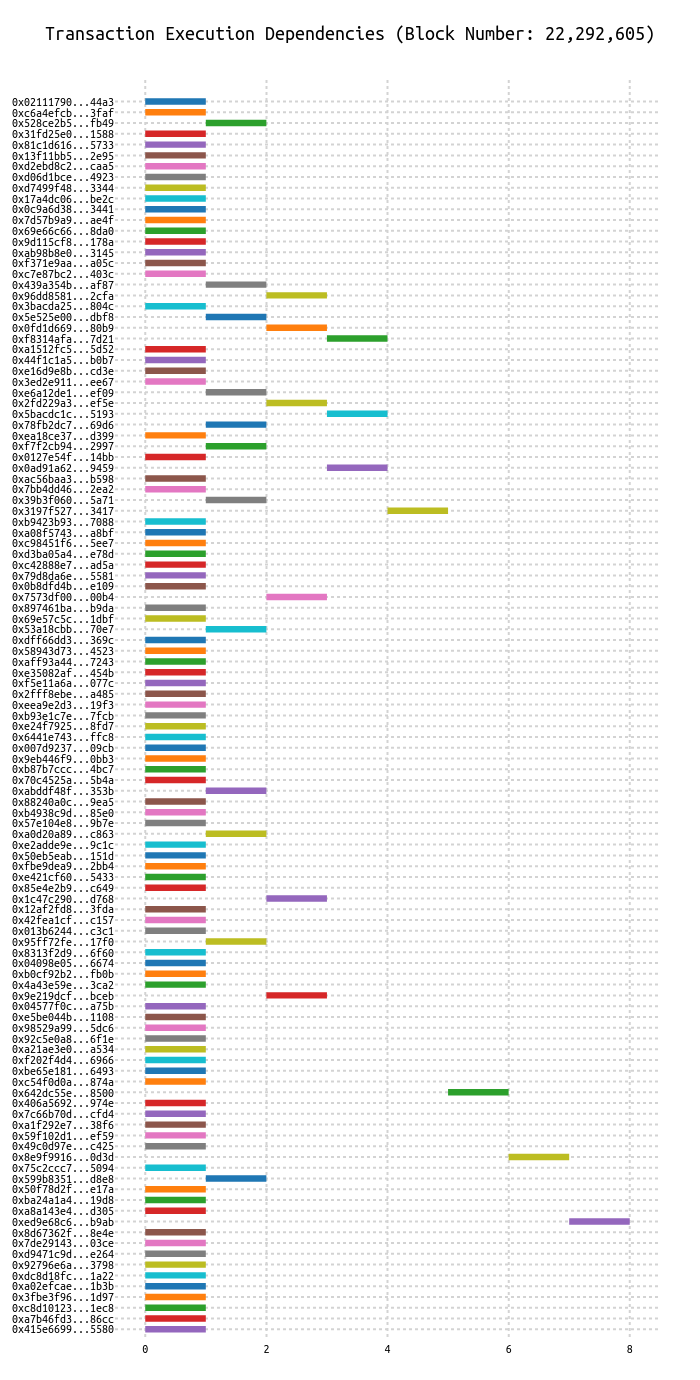 Transaction Execution Dependencies (Block Number: 22,292,605)
0x02111790...44a3
0xc6a4efcb...3faf
0x528ce2b5...fb49
0x31fd25e0...1588
0x81c1d616...5733
0x13f11bb5...2e95
0xd2ebd8c2...caa5
0xd06d1bce...4923
0xd7499f48...3344
0x17a4dc06...be2c
0x0c9a6d38...3441
0x7d57b9a9...ae4f
0x69e66c66...8da0
0x9d115cf8...178a
0xab98b8e0...3145
0xf371e9aa...a05c
0xc7e87bc2...403c
0x439a354b...af87
0x96dd8581...2cfa
0x3bacda25...804c
0x5e525e00...dbf8
0x0fd1d669...80b9
0xf8314afa...7d21
0xa1512fc5...5d52
0x44f1c1a5...b0b7
0xe16d9e8b...cd3e
0x3ed2e911...ee67
0xe6a12de1...ef09
0x2fd229a3...ef5e
0x5bacdc1c...5193
0x78fb2dc7...69d6
0xea18ce37...d399
0xf7f2cb94...2997
0x0127e54f...14bb
0x0ad91a62...9459
0xac56baa3...b598
0x7bb4dd46...2ea2
0x39b3f060...5a71
0x3197f527...3417
0xb9423b93...7088
0xa08f5743...a8bf
0xc98451f6...5ee7
0xd3ba05a4...e78d
0xc42888e7...ad5a
0x79d8da6e...5581
0x0b8dfd4b...e109
0x7573df00...00b4
0x897461ba...b9da
0x69e57c5c...1dbf
0x53a18cbb...70e7
0xdff66dd3...369c
0x58943d73...4523
0xaff93a44...7243
0xe35082af...454b
0xf5e11a6a...077c
0x2fff8ebe...a485
0xeea9e2d3...19f3
0xb93e1c7e...7fcb
0xe24f7925...8fd7
0x6441e743...ffc8
0x007d9237...09cb
0x9eb446f9...0bb3
0xb87b7ccc...4bc7
0x70c4525a...5b4a
0xabddf48f...353b
0x88240a0c...9ea5
0xb4938c9d...85e0
0x57e104e8...9b7e
0xa0d20a89...c863
0xe2adde9e...9c1c
0x50eb5eab...151d
0xfbe9dea9...2bb4
0xe421cf60...5433
0x85e4e2b9...c649
0x1c47c290...d768
0x12af2fd8...3fda
0x42fea1cf...c157
0x013b6244...c3c1
0x95ff72fe...17f0
0x8313f2d9...6f60
0x04098e05...6674
0xb0cf92b2...fb0b
0x4a43e59e...3ca2
0x9e219dcf...bceb
0x04577f0c...a75b
0xe5be044b...1108
0x98529a99...5dc6
0x92c5e0a8...6f1e
0xa21ae3e0...a534
0xf202f4d4...6966
0xbe65e181...6493
0xc54f0d0a...874a
0x642dc55e...8500
0x406a5692...974e
0x7c66b70d...cfd4
0xa1f292e7...38f6
0x59f102d1...ef59
0x49c0d97e...c425
0x8e9f9916...0d3d
0x75c2ccc7...5094
0x599b8351...d8e8
0x50f78d2f...e17a
0xba24a1a4...19d8
0xa8a143e4...d305
0xed9e68c6...b9ab
0x8d67362f...8e4e
0x7de29143...03ce
0xd9471c9d...e264
0x92796e6a...3798
0xdc8d18fc...1a22
0xa02efcae...1b3b
0x3fbe3f96...1d97
0xc8d10123...1ec8
0xa7b46fd3...86cc
0x415e6699...5580
0 2 4 6 8